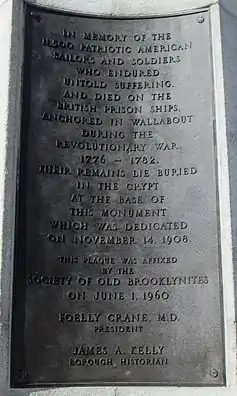 IN MEMORY OF THE
11,500 PATRIOTIC AMERICAN
SAILORS AND SOLDIERS
WHO ENDURED
UNTOLD SUFFERING,
AND DIED ON THE
BRITISH PRISON SHIPS,
ANCHORED IN WALLABOUT
DURING THE
REVOLUTIONARY WAR.
1776 – 1782.
THEIR REMAINS LIE BURIED
IN THE CRYPT
AT THE BASE OF
THIS MONUMENT
WHICH WAS DEDICATED
ON NOVEMBER 14, 1908.
THIS PLAQUE WAS AFFIXED
BY THE
SOCIETY OF OLD BROOKLYNITES
ON JUNE 1, 1960
FOELLY CRANE, M.D.
PRESIDENT
JAMES A. KELLY
BOROUGH HISTORIAN